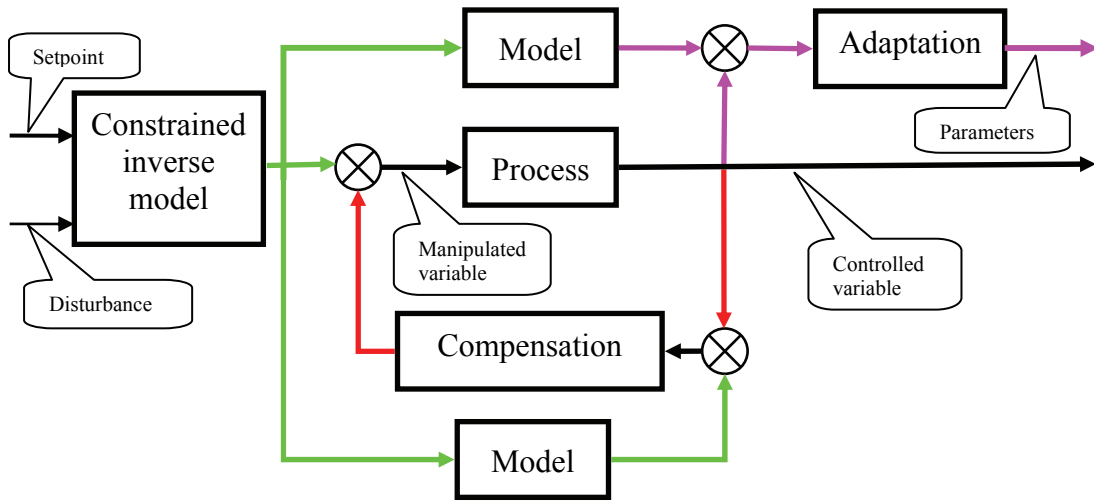 Setpoint
Model
Adaptation
Constrained
inverse
model
Parameters
Process
Manipulated
variable
Controlled
variable
Disturbance
Compensation
Model